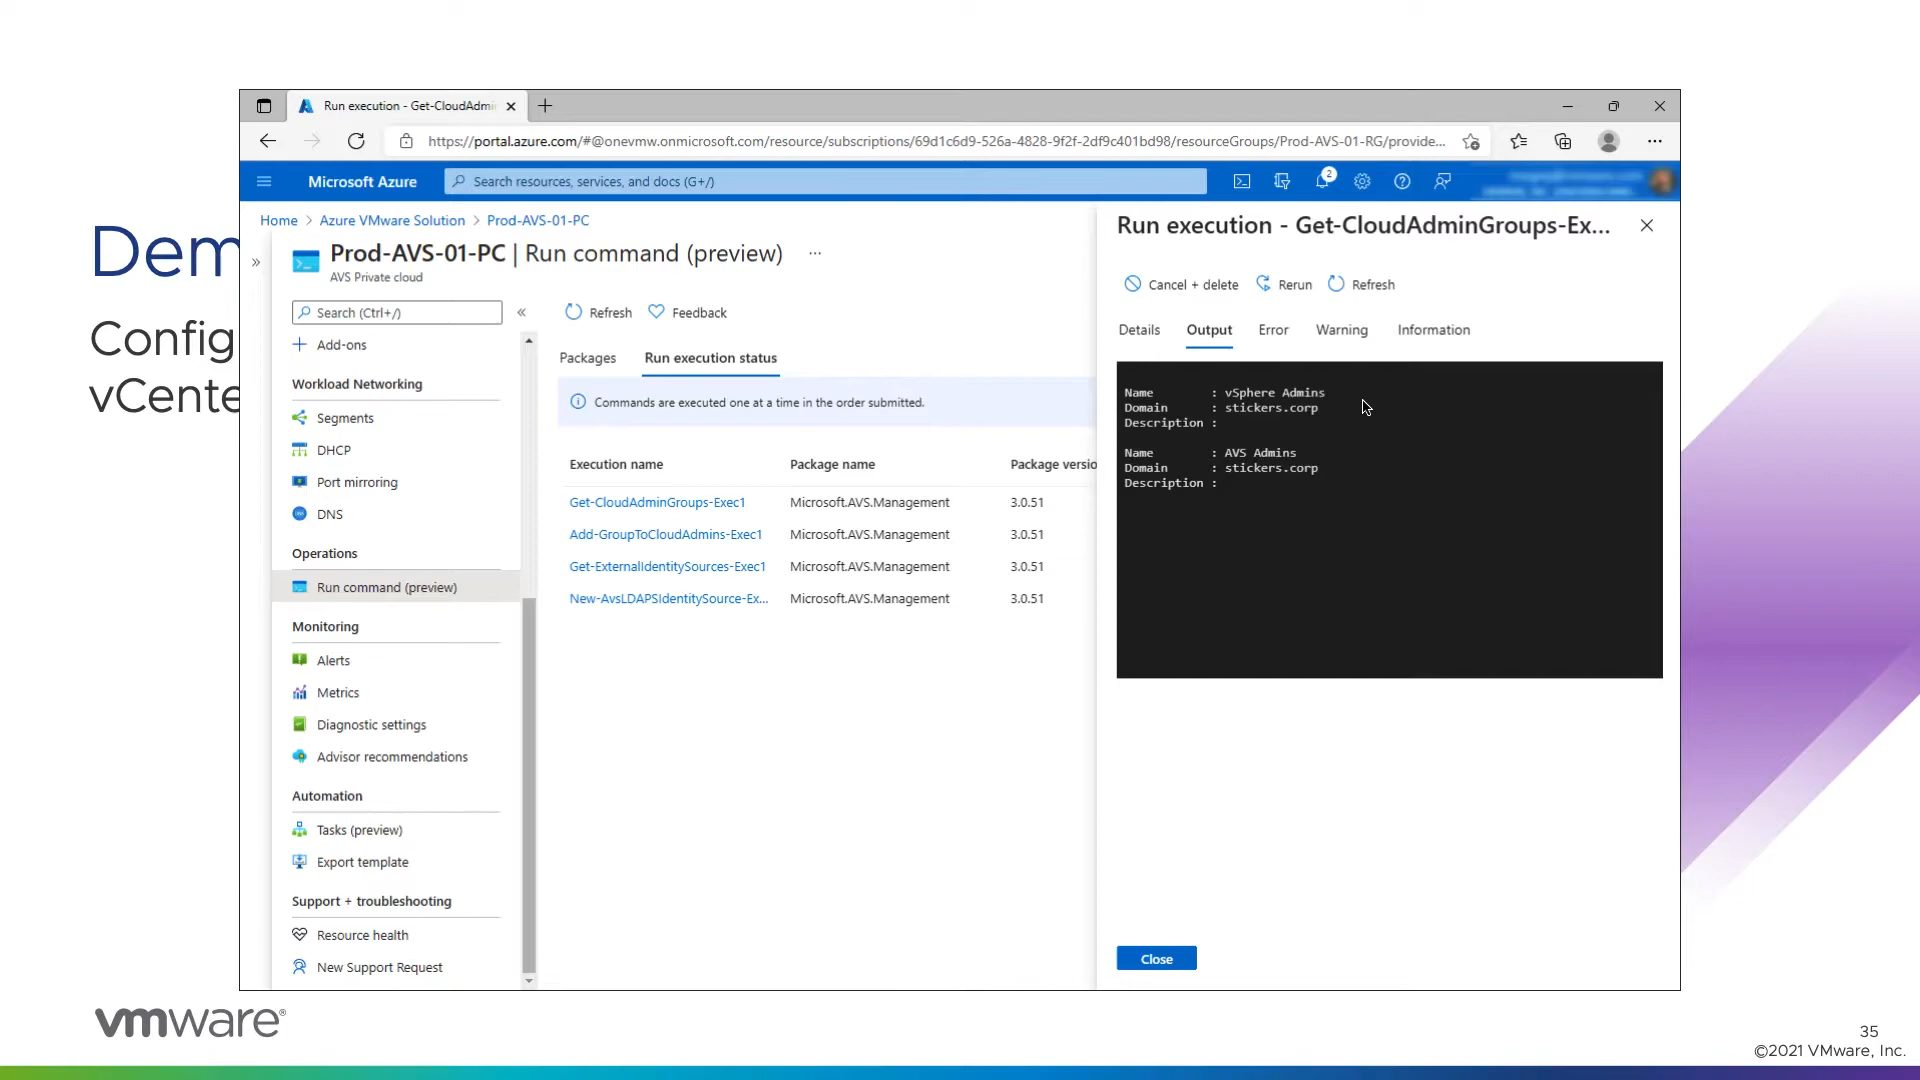 Dem
Config
vCente
Run execution - Get-CloudAdmi
https://portal.azure.com/#@onevmw.onmicrosoft.com/resource/subscriptions/69d1c6d9-526a-4828-9f2f-2df9c401bd98/resourceGroups/Prod-AVS-01-RG/provide...
Microsoft Azure
Search resources, services, and docs (G+/)
2
Home > Azure VMware Solution > Prod-AVS-01-PC
Prod-AVS-01-PC | Run command (preview) ...
AVS Private cloud
Search (Ctrl+/)
Add-ons
Workload Networking
Segments
DHCP
Port mirroring
DNS
Operations
Run command (preview)
Monitoring
Alerts
Metrics
Diagnostic settings
Advisor recommendations
Automation
Tasks (preview)
Export template
Support + troubleshooting
Resource health
New Support Request
Refresh Feedback
Packages Run execution status
Commands are executed one at a time in the order submitted.
Execution name Package name Package versio
Get-CloudAdminGroups-Exec1 Microsoft.AVS.Management 3.0.51
Add-GroupToCloudAdmins-Exec1 Microsoft.AVS.Management 3.0.51
Get-ExternalIdentitySources-Exec1 Microsoft.AVS.Management 3.0.51
New-AvsLDAPSIdentitySource-Ex... Microsoft.AVS.Management 3.0.51
Run execution - Get-CloudAdminGroups-Ex...
Cancel + delete Rerun Refresh
Details Output Error Warning Information
Name : vSphere Admins
Domain : stickers.corp
Description :
Name : AVS Admins
Domain : stickers.corp
Description :
Close
vmware®
35
©2021 VMware, Inc.